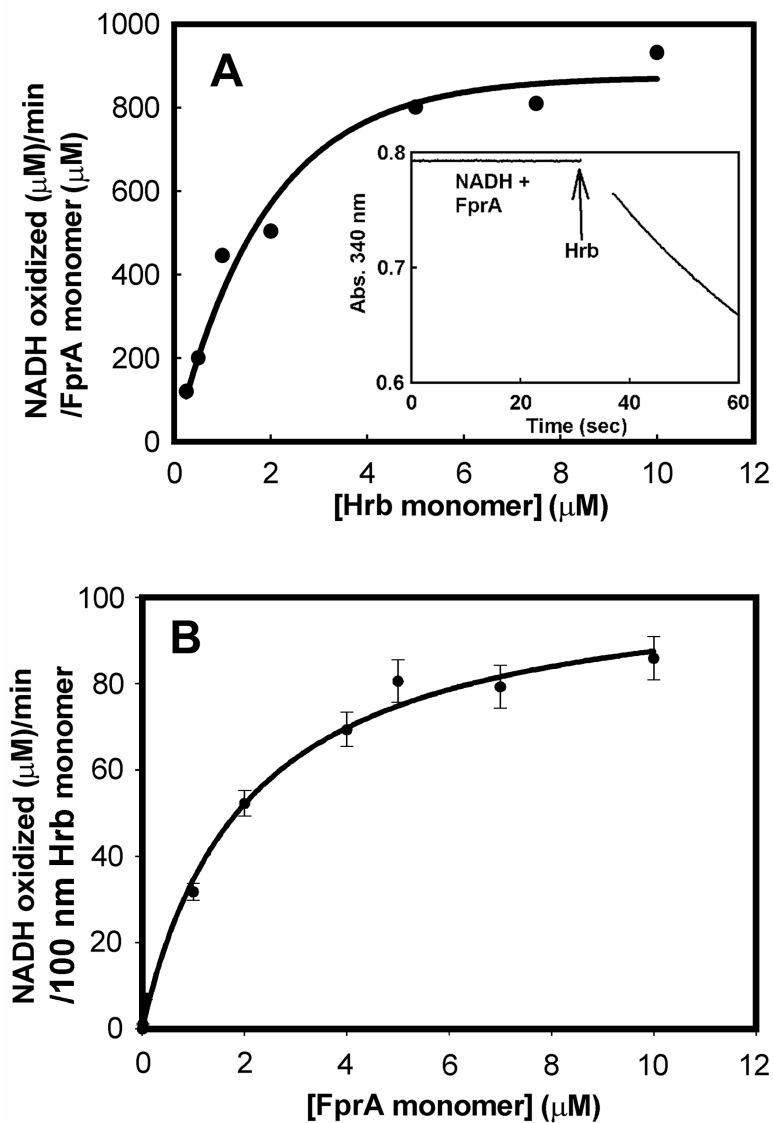 A
NADH oxidized (μM)/min
/FprA monomer (μM)
1000
800
600
400
200
0
0 2 4 6 8 10 12
[Hrb monomer] (μM)
Abs. 340 nm
0.8
0.7
0.6
NADH +
FprA
Hrb
0 20 40 60
Time (sec)
B
NADH oxidized (μM)/min
/100 nm Hrb monomer
100
80
60
40
20
0
0 2 4 6 8 10 12
[FprA monomer] (μM)